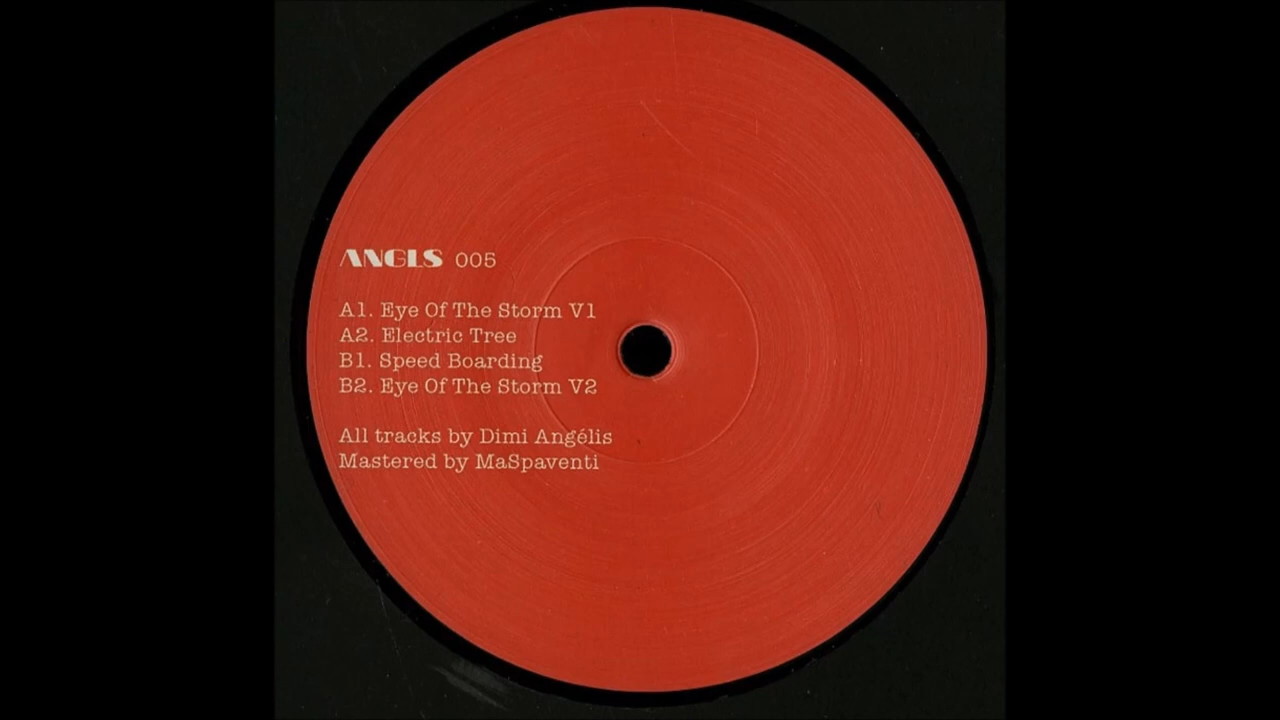 ANGLS 005
A1. Eye Of The Storm V1
A2. Electric Tree
B1. Speed Boarding
B2. Eye Of The Storm V2
All tracks by Dimi Angélis
Mastered by MaSpaventi